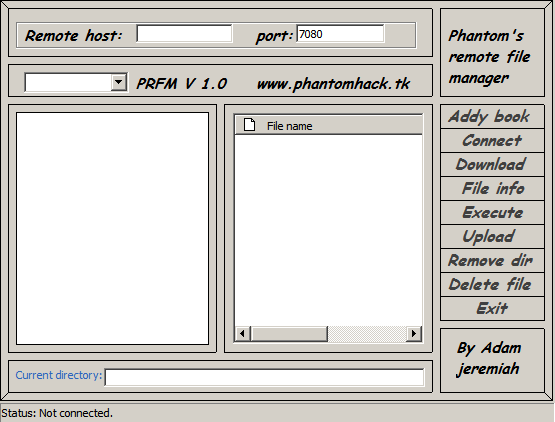 Remote host:
port: 7080
Phantom's
remote file
manager
PRFM V 1.0 www.phantomhack.tk
File name
Addy book
Connect
Download
File info
Execute
Upload
Remove dir
Delete file
Exit
By Adam
jeremiah
Current directory:
Status: Not connected.